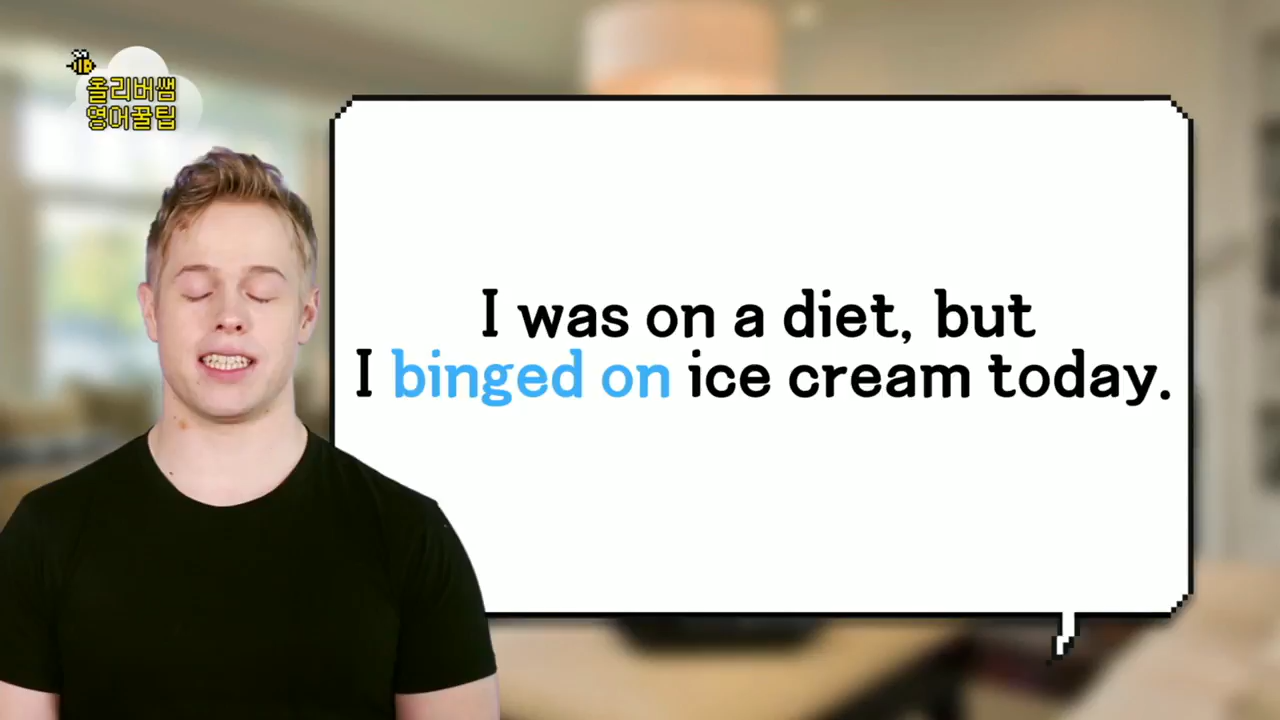 올리버쌤
영어꿀팁
I was on a diet, but
I binged on ice cream today.